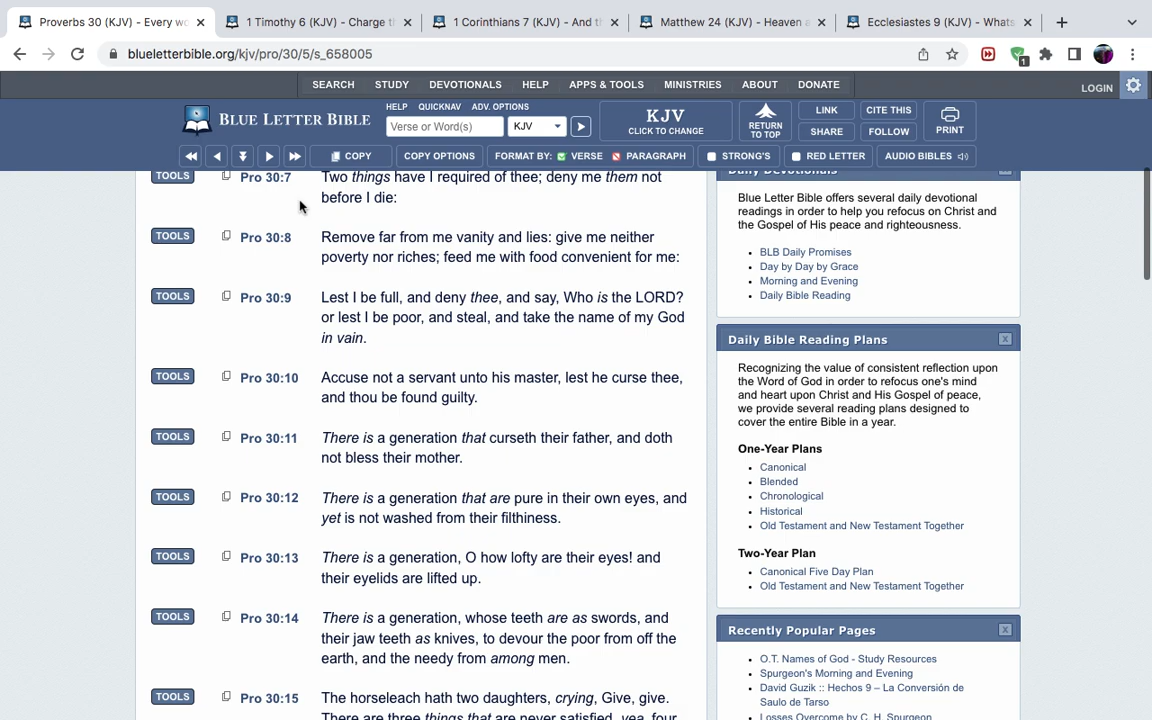 Proverbs 30 (KJV) - Every wo
1 Timothy 6 (KJV) - Charge th
1 Corinthians 7 (KJV) - And th
Matthew 24 (KJV) - Heaven a
Ecclesiastes 9 (KJV) - Whats
blueletterbible.org/kjv/pro/30/5/s_658005
1
SEARCH STUDY DEVOTIONALS HELP APPS & TOOLS MINISTRIES ABOUT DONATE
LOGIN
BLUE LETTER BIBLE
HELP QUICKNAV ADV. OPTIONS
Verse or Word(s)
KJV
KJV
CLICK TO CHANGE
RETURN
TO TOP
LINK
CITE THIS
SHARE
FOLLOW
PRINT
COPY COPY OPTIONS FORMAT BY: VERSE PARAGRAPH STRONG'S RED LETTER AUDIO BIBLES
TOOLS Pro 30:7 Two things have I required of thee; deny me them not
before I die:
TOOLS Pro 30:8 Remove far from me vanity and lies: give me neither
poverty nor riches; feed me with food convenient for me:
TOOLS Pro 30:9 Lest I be full, and deny thee, and say, Who is the LORD?
or lest I be poor, and steal, and take the name of my God
in vain.
TOOLS Pro 30:10 Accuse not a servant unto his master, lest he curse thee,
and thou be found guilty.
TOOLS Pro 30:11 There is a generation that curseth their father, and doth
not bless their mother.
TOOLS Pro 30:12 There is a generation that are pure in their own eyes, and
yet is not washed from their filthiness.
TOOLS Pro 30:13 There is a generation, O how lofty are their eyes! and
their eyelids are lifted up.
TOOLS Pro 30:14 There is a generation, whose teeth are as swords, and
their jaw teeth as knives, to devour the poor from off the
earth, and the needy from among men.
TOOLS Pro 30:15 The horseleach hath two daughters, crying, Give, give.
There are three things that are never satisfied, yea, four
Daily Devotionals
Blue Letter Bible offers several daily devotional
readings in order to help you refocus on Christ and
the Gospel of His peace and righteousness.
BLB Daily Promises
Day by Day by Grace
Morning and Evening
Daily Bible Reading
Daily Bible Reading Plans
x
Recognizing the value of consistent reflection upon
the Word of God in order to refocus one's mind
and heart upon Christ and His Gospel of peace,
we provide several reading plans designed to
cover the entire Bible in a year.
One-Year Plans
Canonical
Blended
Chronological
Historical
Old Testament and New Testament Together
Two-Year Plan
Canonical Five Day Plan
Old Testament and New Testament Together
Recently Popular Pages
x
O.T. Names of God - Study Resources
Spurgeon's Morning and Evening
David Guzik :: Hechos 9 – La Conversión de
Saulo de Tarso
Losses Overcome by C. H. Spurgeon